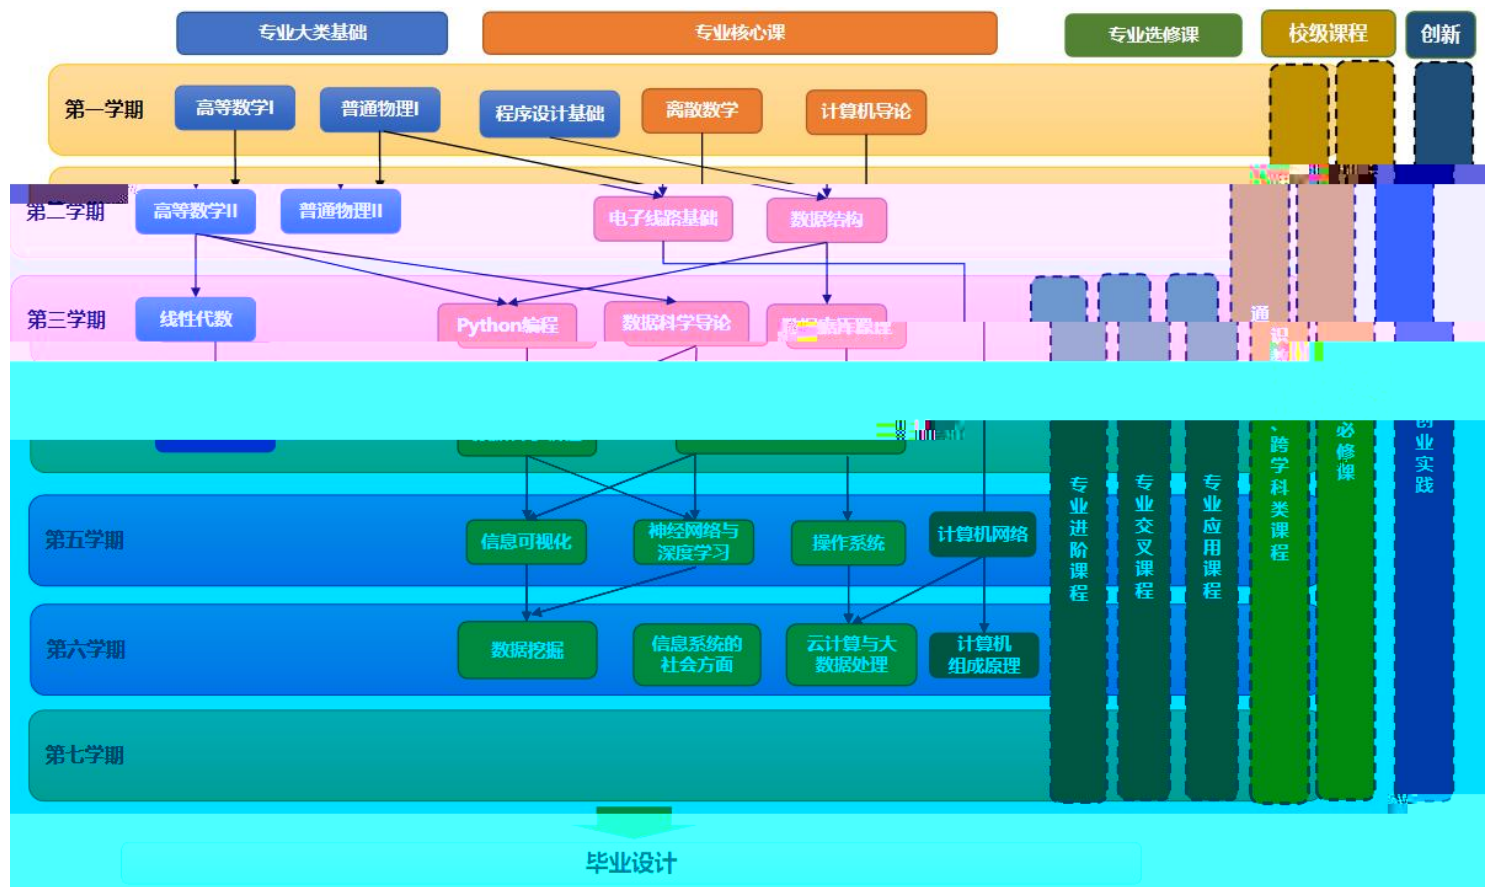 专业大类基础
专业核心课
专业选修课
校级课程
创新
第一学期
高等数学I
普通物理I
程序设计基础
离散数学
计算机导论
第二学期
高等数学II
普通物理II
电子线路基础
数据结构
第三学期
线性代数
Python编程
数据科学导论
通识
、跨学科类课程
必修课
创业实践
专业进阶课程
专业交叉课程
专业应用课程
第五学期
信息可视化
神经网络与
深度学习
操作系统
计算机网络
第六学期
数据挖掘
信息系统的
社会方面
云计算与大
数据处理
计算机
组成原理
第七学期
毕业设计